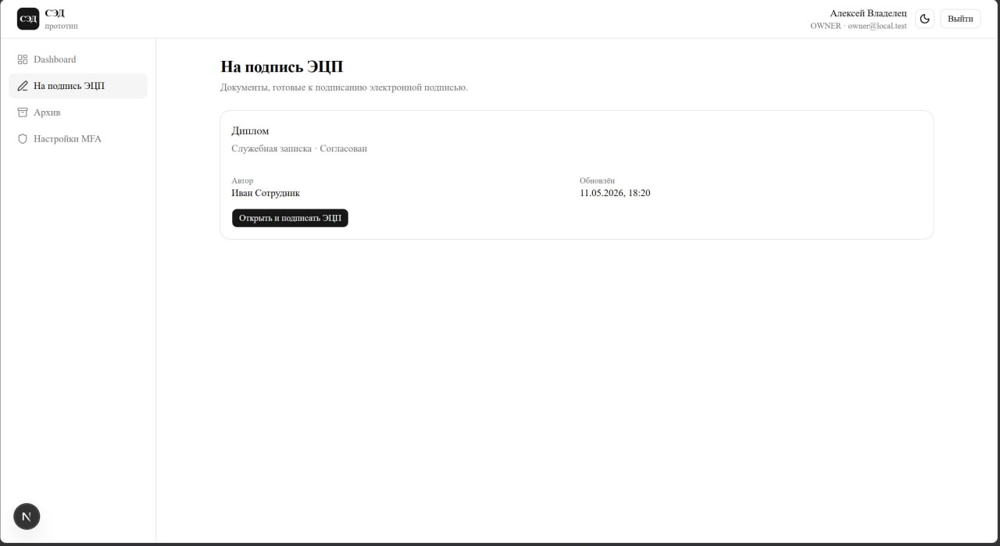 СЭД
СЭД
прототип
Алексей Владелец
OWNER · owner@local.test
Выйти
Dashboard
На подпись ЭЦП
Архив
Настройки MFA
На подпись ЭЦП
Документы, готовые к подписанию электронной подписью.
Диплом
Служебная записка · Согласован
Автор
Иван Сотрудник
Обновлён
11.05.2026, 18:20
Открыть и подписать ЭЦП
N